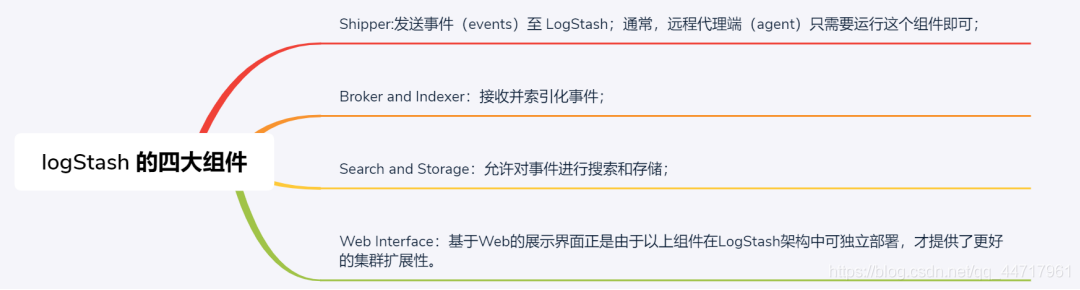 Shipper:发送事件（events）至 LogStash；通常，远程代理端（agent）只需要运行这个组件即可；
Broker and Indexer：接收并索引化事件；
logStash 的四大组件
Search and Storage：允许对事件进行搜索和存储；
Web Interface：基于Web的展示界面正是由于以上组件在LogStash架构中可独立部署，才提供了更好
的集群扩展性。
https://blog.csdn.net/qq_44717961